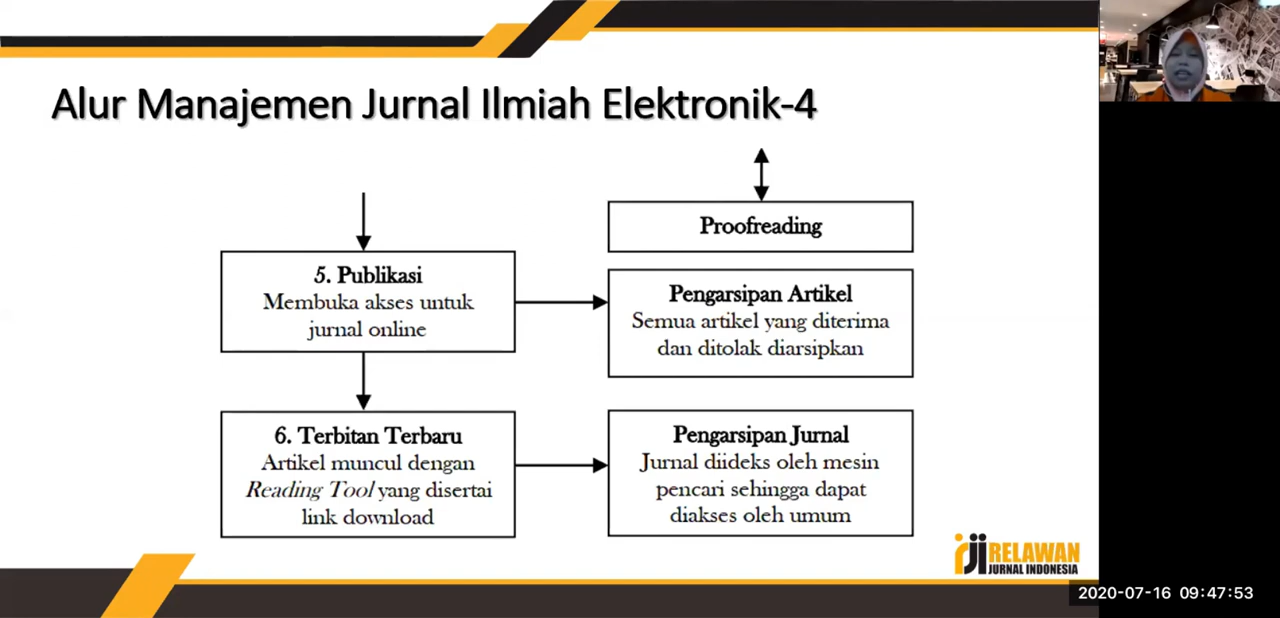 Alur Manajemen Jurnal Ilmiah Elektronik-4
Proofreading
5. Publikasi
Membuka akses untuk
jurnal online
Pengarsipan Artikel
Semua artikel yang diterima
dan ditolak diarsipkan
6. Terbitan Terbaru
Artikel muncul dengan
Reading Tool yang disertai
link download
Pengarsipan Jurnal
Jurnal diideks oleh mesin
pencari sehingga dapat
diakses oleh umum
rji RELAWAN
JURNAL INDONESIA
2020-07-16 09:47:53